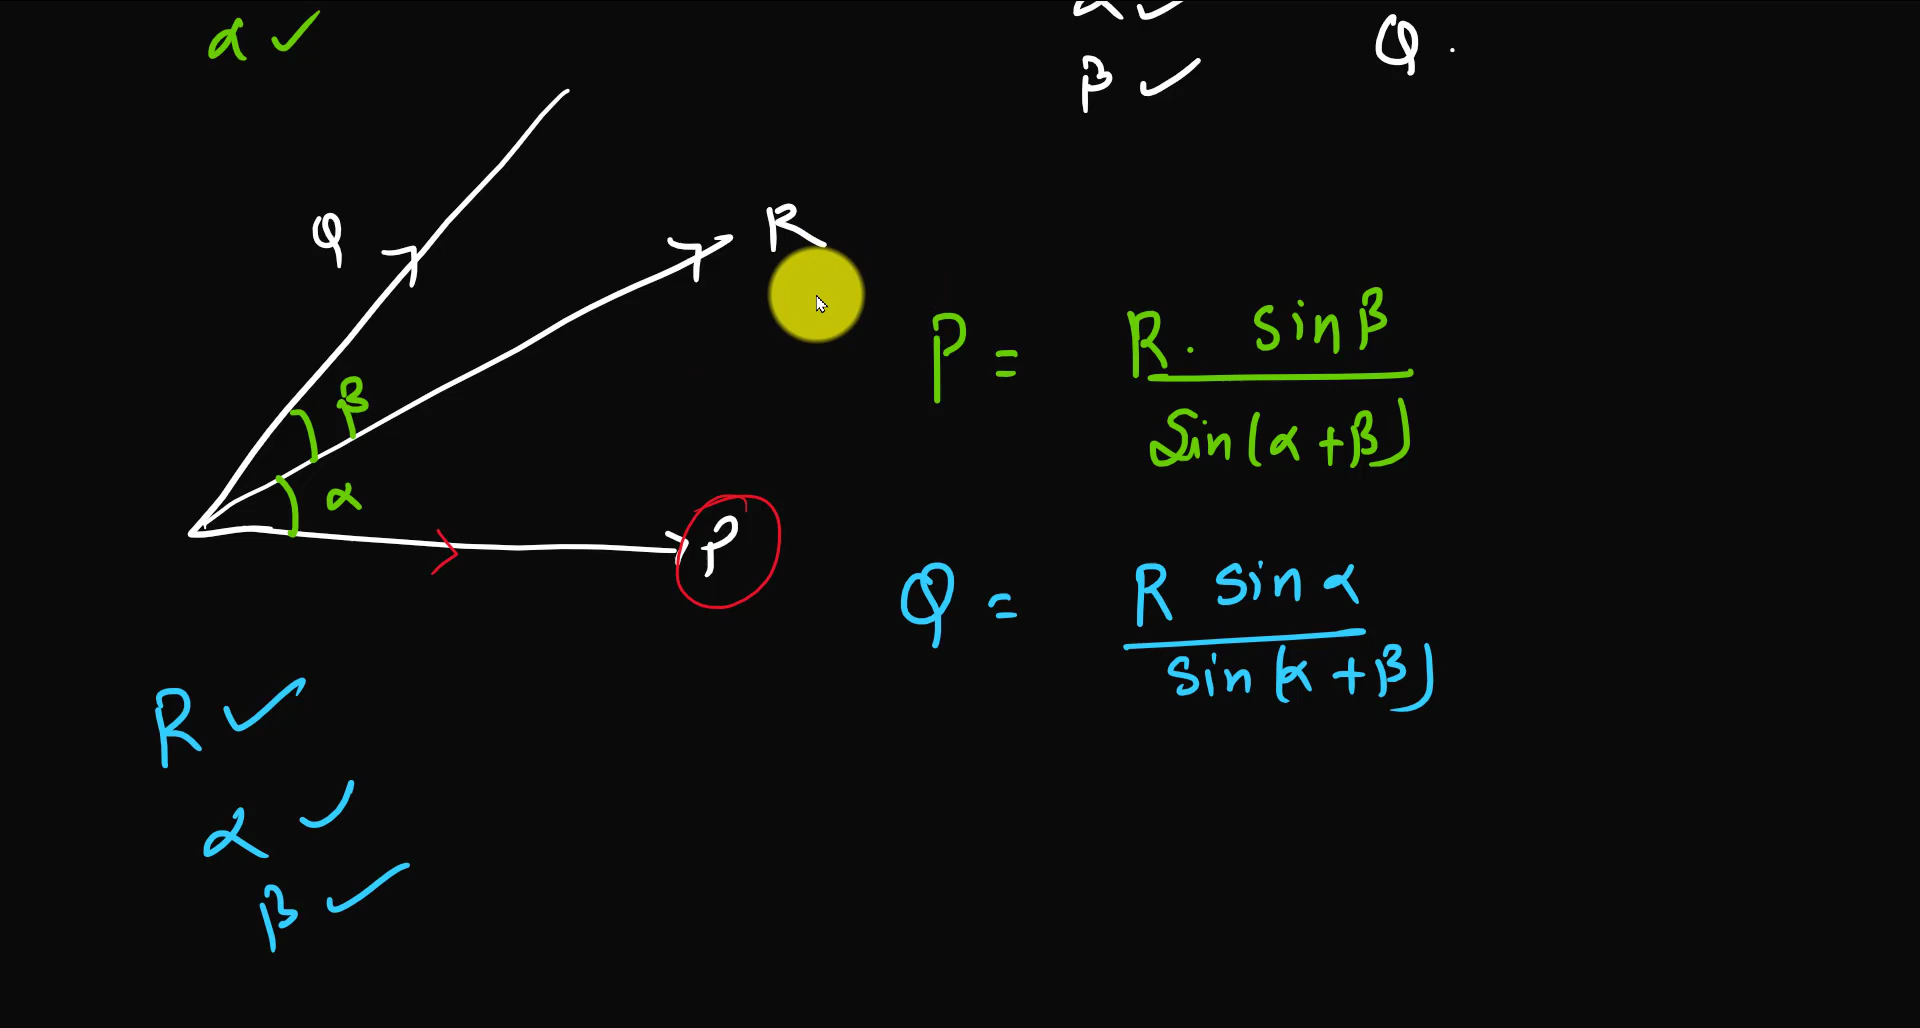 α ✓
α ✓
β ✓
Q .
Q
R
β
α
P
P = R . sin β / sin (α + β)
Q = R sin α / sin (α + β)
R ✓
α ✓
β ✓